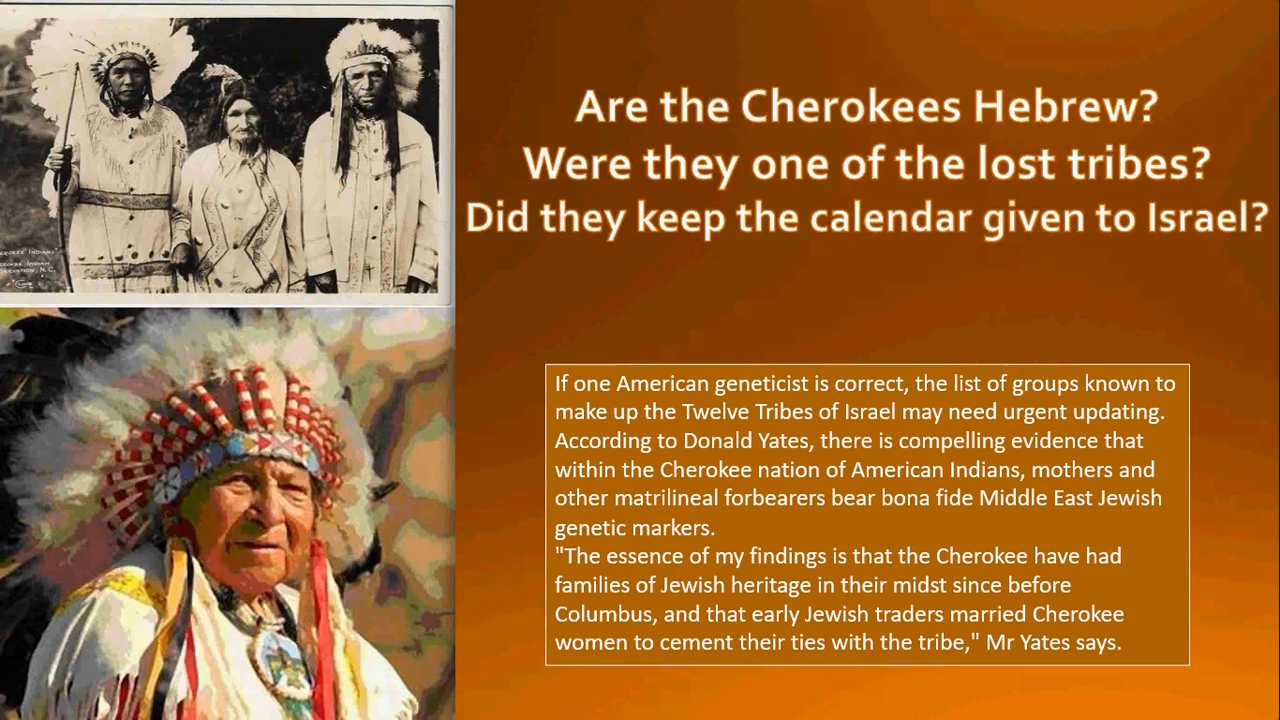 Are the Cherokees Hebrew?
Were they one of the lost tribes?
Did they keep the calendar given to Israel?
If one American geneticist is correct, the list of groups known to
make up the Twelve Tribes of Israel may need urgent updating.
According to Donald Yates, there is compelling evidence that
within the Cherokee nation of American Indians, mothers and
other matrilineal forbearers bear bona fide Middle East Jewish
genetic markers.
"The essence of my findings is that the Cherokee have had
families of Jewish heritage in their midst since before
Columbus, and that early Jewish traders married Cherokee
women to cement their ties with the tribe," Mr Yates says.